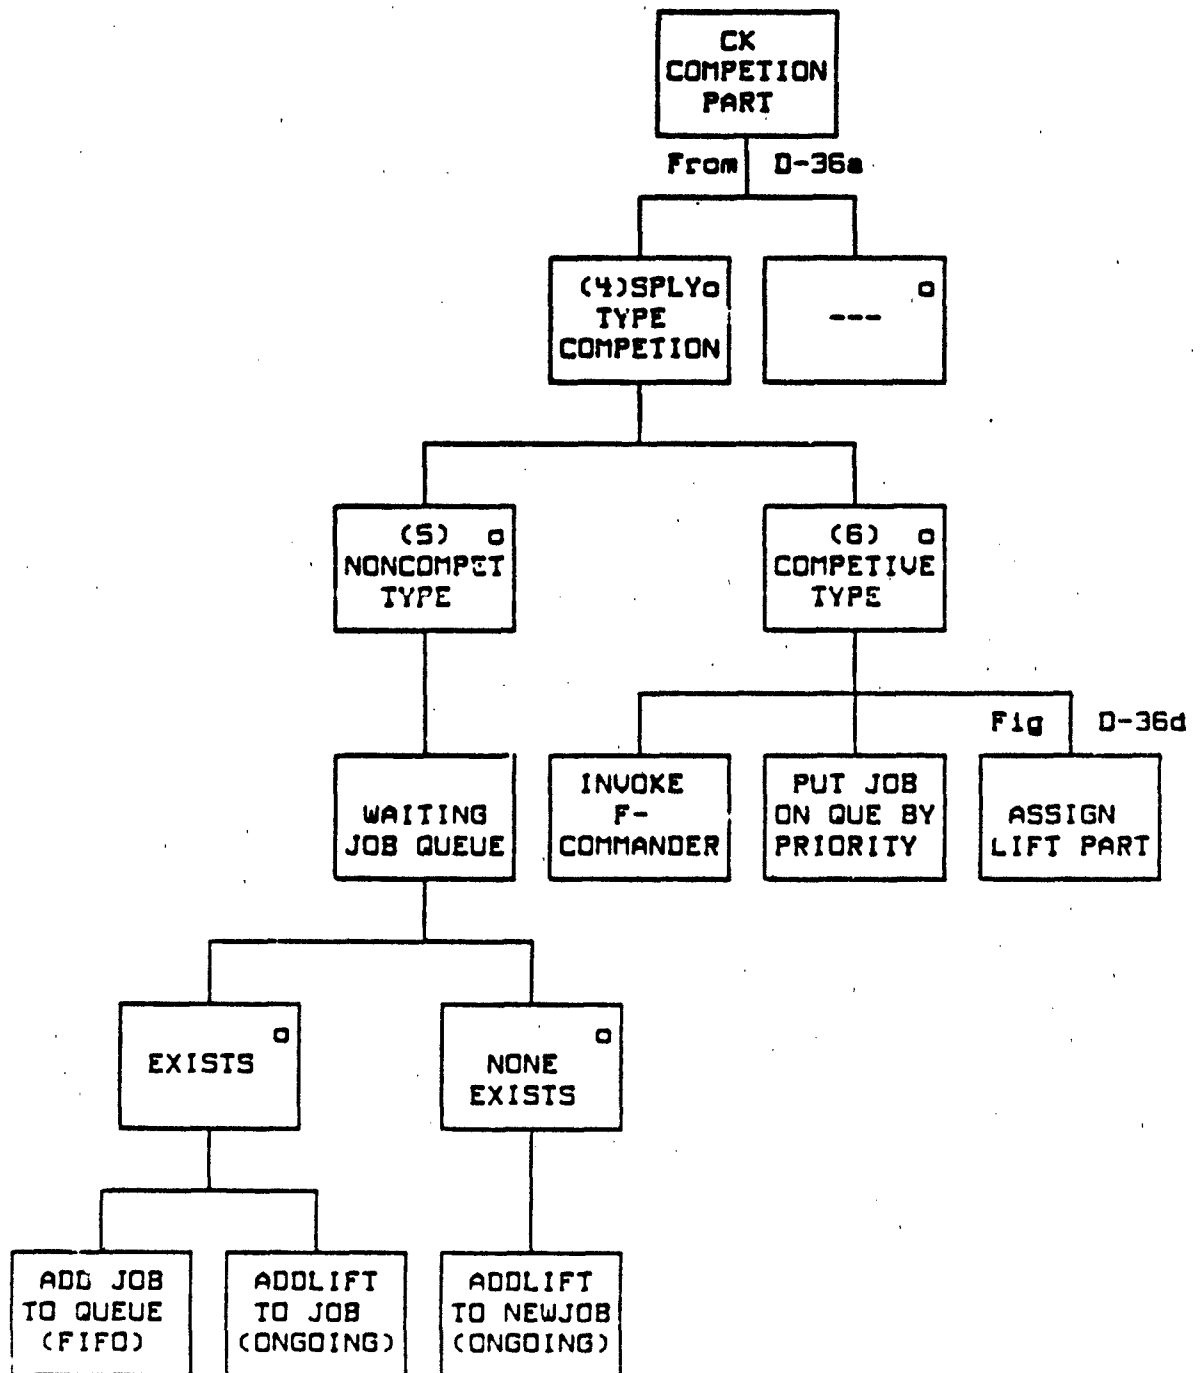 CK
COMPETION
PART
From D-36a
(4)SPLY
TYPE
COMPETION
---
(5)
NONCOMPET
TYPE
(6)
COMPETIVE
TYPE
Fig D-36d
WAITING
JOB QUEUE
INVOKE
F-
COMMANDER
PUT JOB
ON QUE BY
PRIORITY
ASSIGN
LIFT PART
EXISTS
NONE
EXISTS
ADD JOB
TO QUEUE
(FIFO)
ADDLIFT
TO JOB
(ONGOING)
ADDLIFT
TO NEWJOB
(ONGOING)